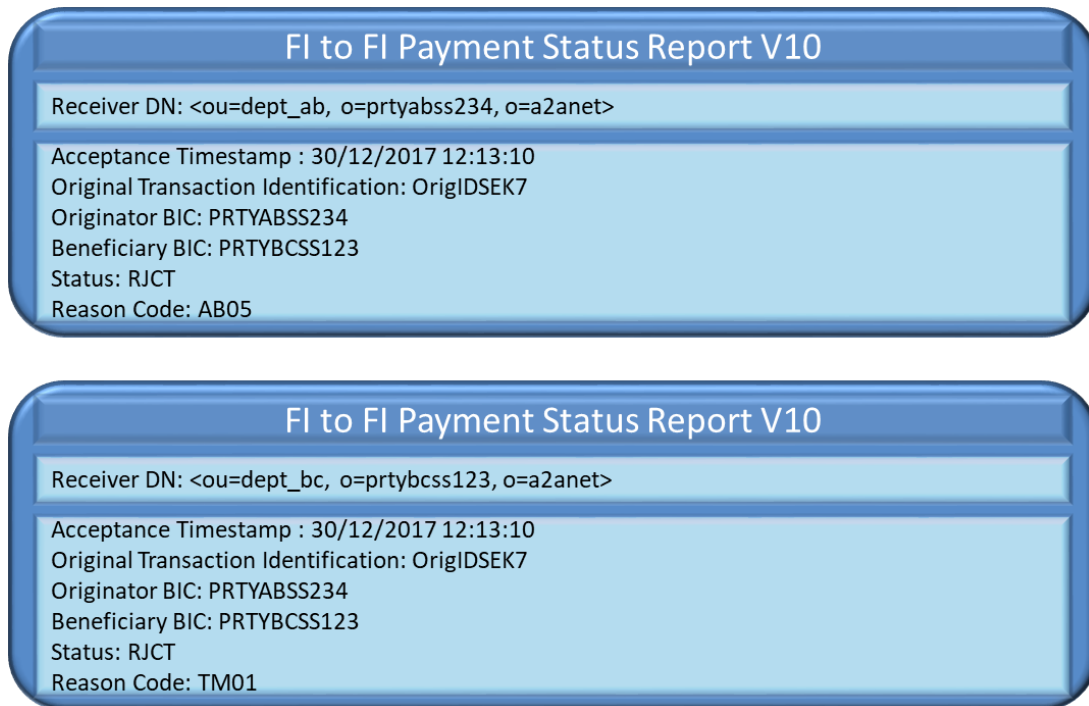 FI to FI Payment Status Report V10
Receiver DN: <ou=dept_ab, o=prtyabss234, o=a2anet>
Acceptance Timestamp : 30/12/2017 12:13:10
Original Transaction Identification: OrigIDSEK7
Originator BIC: PRTYABSS234
Beneficiary BIC: PRTYBCSS123
Status: RJCT
Reason Code: AB05
FI to FI Payment Status Report V10
Receiver DN: <ou=dept_bc, o=prtybcss123, o=a2anet>
Acceptance Timestamp : 30/12/2017 12:13:10
Original Transaction Identification: OrigIDSEK7
Originator BIC: PRTYABSS234
Beneficiary BIC: PRTYBCSS123
Status: RJCT
Reason Code: TM01